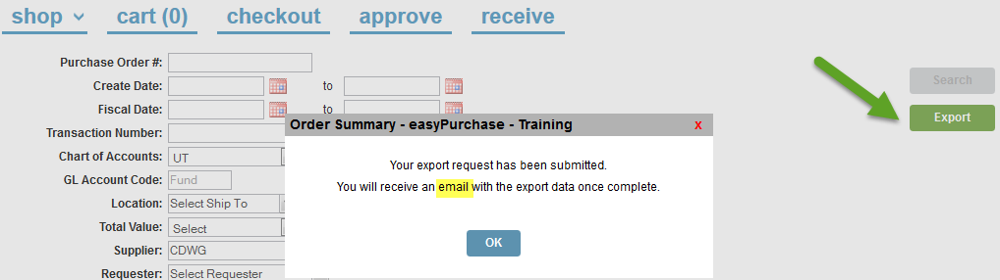 shop cart (0) checkout approve receive
Purchase Order #:
Create Date: to
Search
Fiscal Date: to
Export
Order Summary - easyPurchase - Training x
Transaction Number:
Chart of Accounts: UT
Your export request has been submitted.
GL Account Code: Fund
You will receive an email with the export data once complete.
Location: Select Ship To
Total Value: Select
OK
Supplier: CDWG
Requester: Select Requester